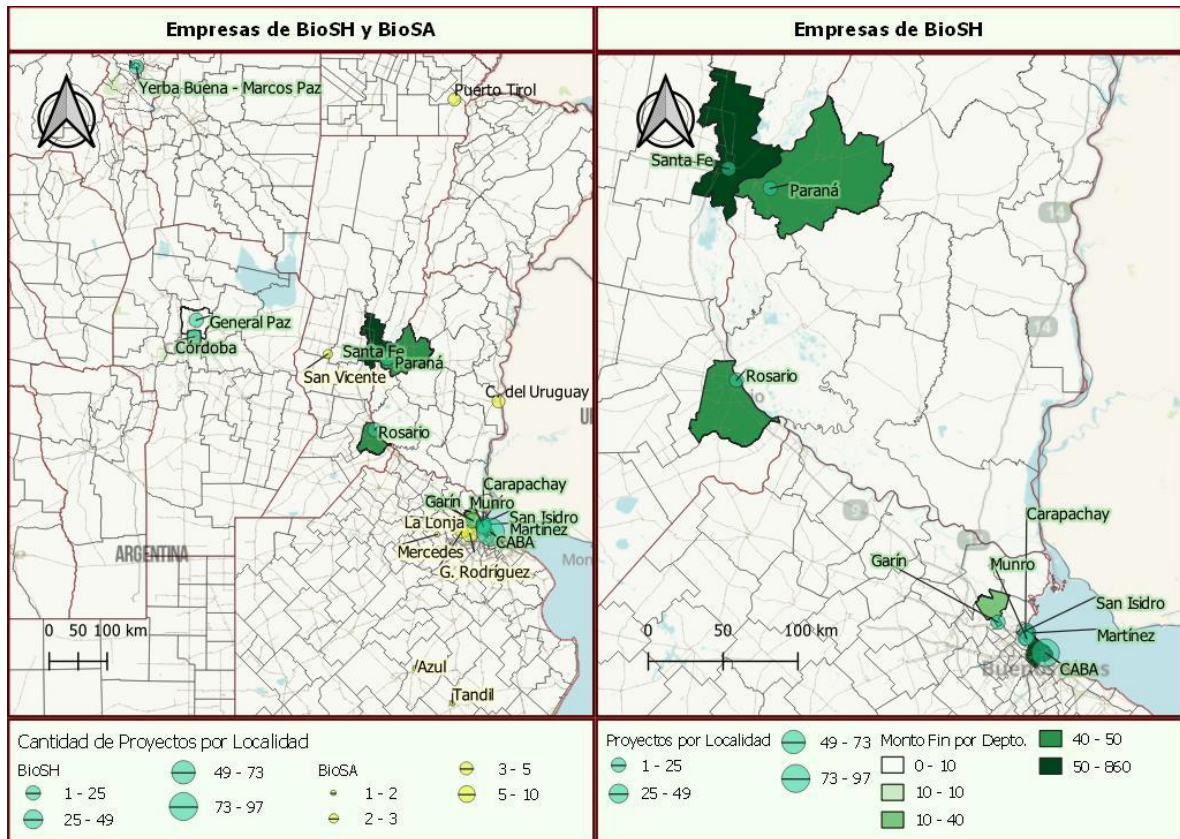 Empresas de BioSH y BioSA
Yerba Buena - Marcos Paz
Puerto Tirol
General Paz
Córdoba
Santa Fe
Paraná
San Vicente
C. del Uruguay
Rosario
Carapachay
Garín
Munro
San Isidro
La Lonja
Martínez
CABA
Mercedes
G. Rodríguez
ARGENTINA
0 50 100 km
Azul
Tandil
Cantidad de Proyectos por Localidad
BioSH
1 - 25
25 - 49
49 - 73
73 - 97
BioSA
1 - 2
2 - 3
3 - 5
5 - 10
Empresas de BioSH
Santa Fe
Paraná
14
14
Rosario
9
Carapachay
Garín
Munro
San Isidro
Martínez
CABA
0 50 100 km
Proyectos por Localidad
1 - 25
25 - 49
49 - 73
73 - 97
Monto Fin por Depto.
0 - 10
10 - 10
10 - 40
40 - 50
50 - 860